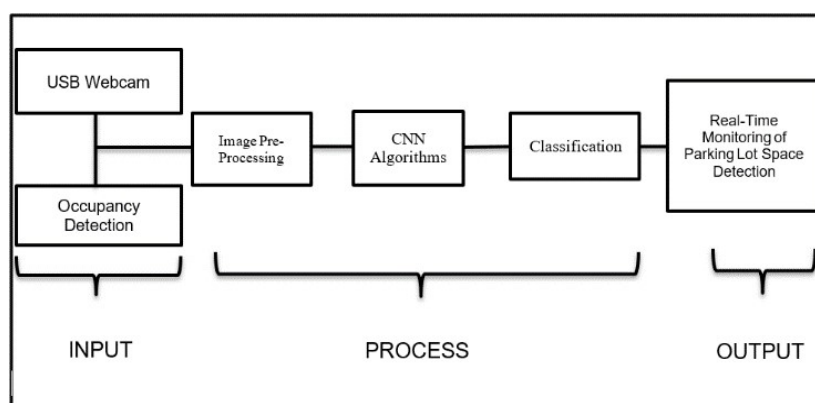 USB Webcam
Occupancy
Detection
Image Pre-
Processing
CNN
Algorithms
Classification
Real-Time
Monitoring of
Parking Lot Space
Detection
INPUT
PROCESS
OUTPUT